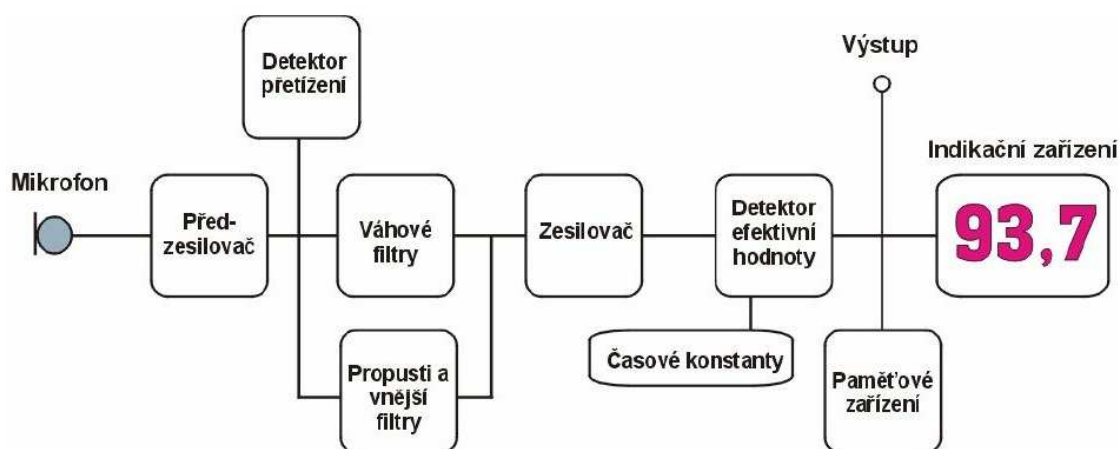 Detektor
přetížení
Výstup
Indikační zařízení
Mikrofon
Před-
zesilovač
Váhové
filtry
Zesilovač
Detektor
efektivní
hodnoty
93,7
Propusti a
vnější
filtry
Časové konstanty
Paměťové
zařízení